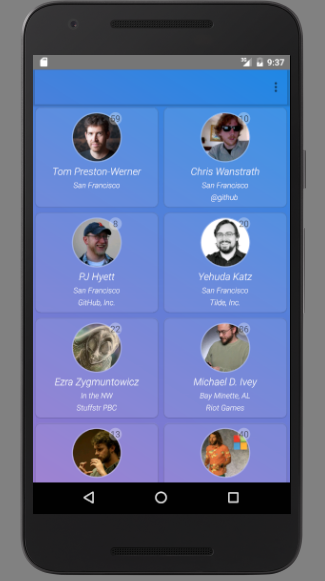 3G 9:37
69
Tom Preston-Werner
San Francisco
10
Chris Wanstrath
San Francisco
@github
8
PJ Hyett
San Francisco
GitHub, Inc.
20
Yehuda Katz
San Francisco
Tilde, Inc.
22
Ezra Zygmuntowicz
In the NW
Stuffstr PBC
Michael D. Ivey
Bay Minette, AL
Riot Games
13
40